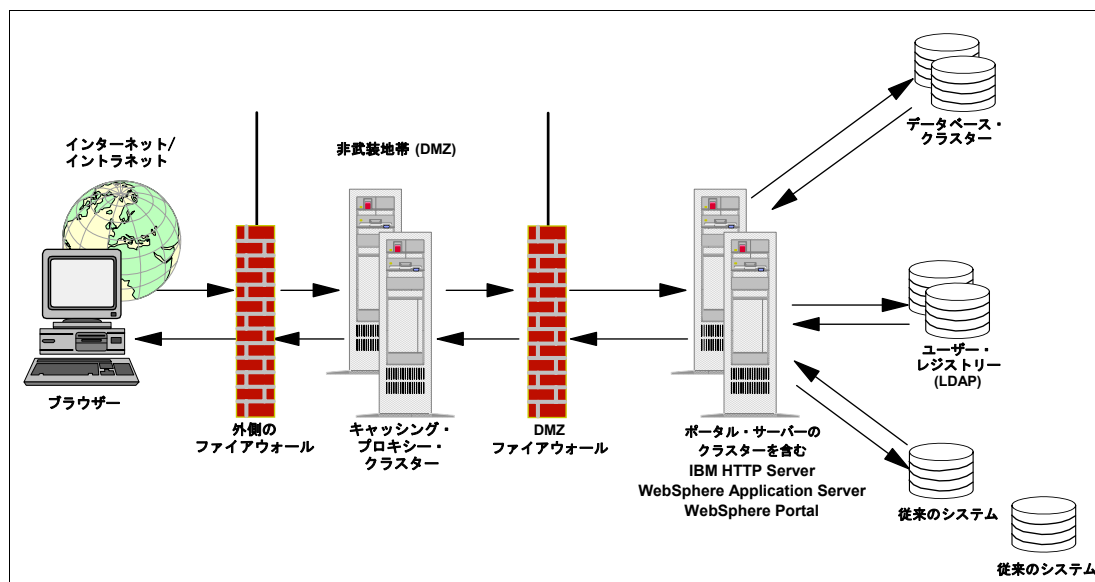 インターネット/
イントラネット
非武装地帯 (DMZ)
データベース・
クラスター
ユーザー・
レジストリー
(LDAP)
ブラウザー
外側の
ファイアウォール
キャッシング・
プロキシー・
クラスター
DMZ
ファイアウォール
ポータル・サーバーの
クラスターを含む
IBM HTTP Server
WebSphere Application Server
WebSphere Portal
従来のシステム
従来のシステム